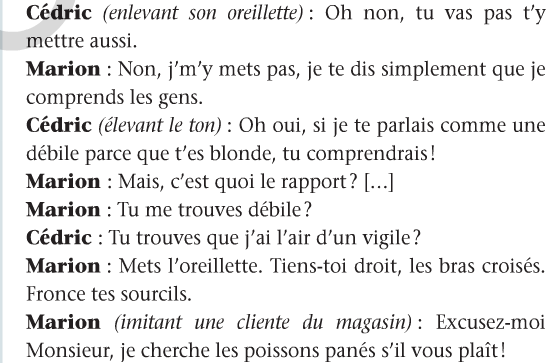 Cédric (enlevant son oreillette) : Oh non, tu vas pas t’y
mettre aussi.
Marion : Non, j’m’y mets pas, je te dis simplement que je
comprends les gens.
Cédric (élevant le ton) : Oh oui, si je te parlais comme une
débile parce que t’es blonde, tu comprendrais !
Marion : Mais, c’est quoi le rapport ? […]
Marion : Tu me trouves débile ?
Cédric : Tu trouves que j’ai l’air d’un vigile ?
Marion : Mets l’oreillette. Tiens-toi droit, les bras croisés.
Fronce tes sourcils.
Marion (imitant une cliente du magasin) : Excusez-moi
Monsieur, je cherche les poissons panés s’il vous plaît !